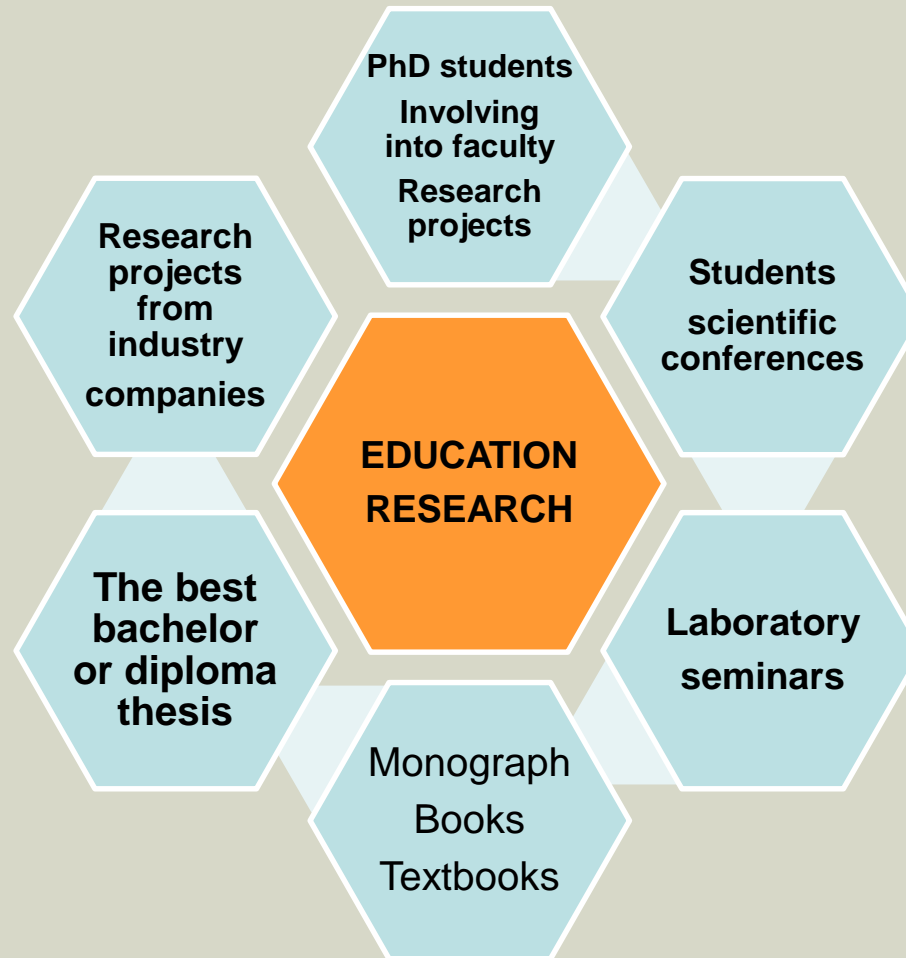 PhD students
Involving
into faculty
Research
projects
Students
scientific
conferences
Laboratory
seminars
Monograph
Books
Textbooks
The best
bachelor
or diploma
thesis
Research
projects
from
industry
companies
EDUCATION
RESEARCH